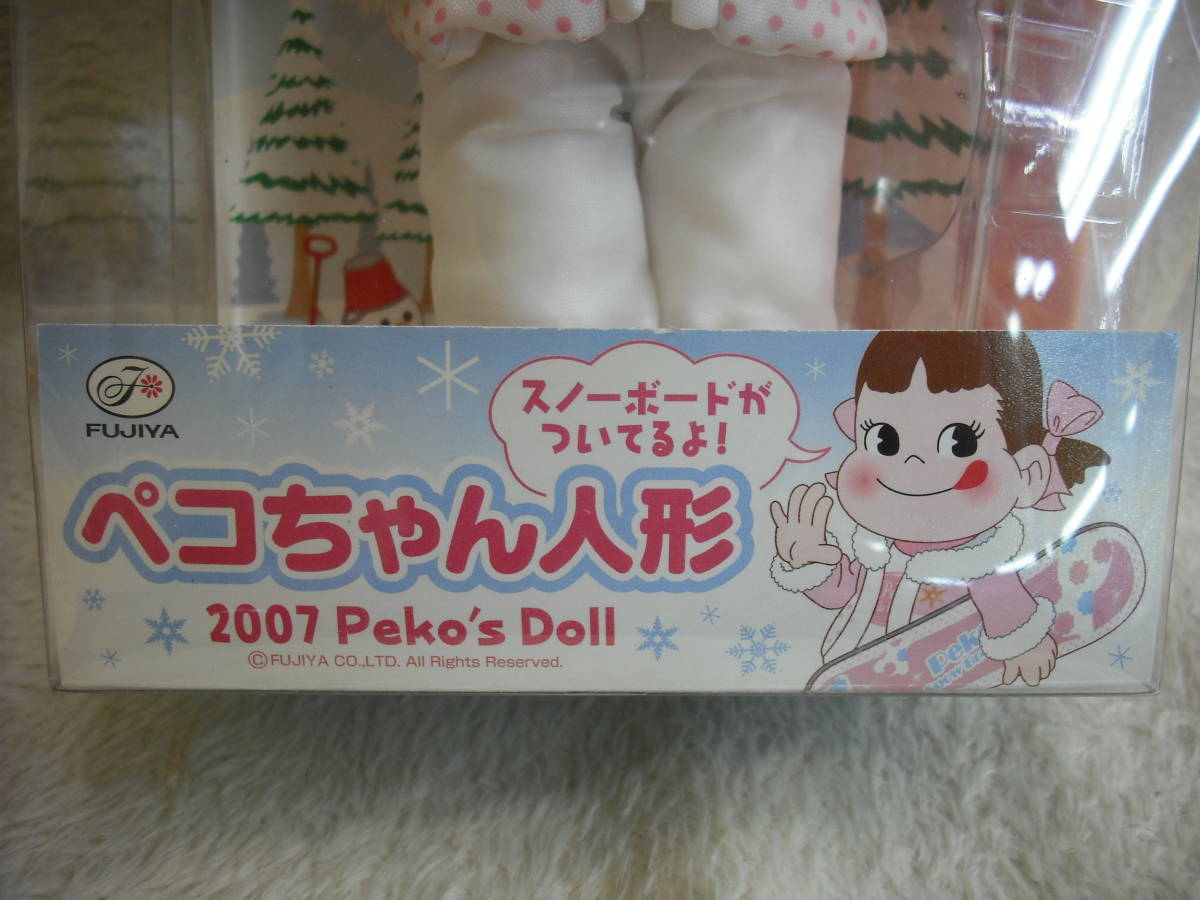 FUJIYA
スノーボードが
ついてるよ!
ペコちゃん人形
2007 Peko's Doll
©FUJIYA CO.,LTD. All Rights Reserved.